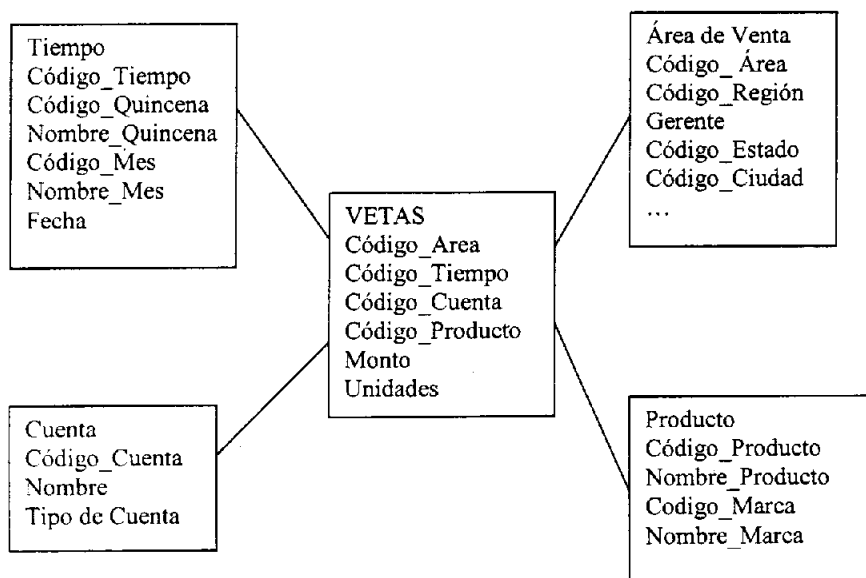 Tiempo
Código_Tiempo
Código_Quincena
Nombre_Quincena
Código_Mes
Nombre_Mes
Fecha
Área de Venta
Código_ Área
Código_Región
Gerente
Código_Estado
Código_Ciudad
...
VETAS
Código_Area
Código_Tiempo
Código_Cuenta
Código_Producto
Monto
Unidades
Cuenta
Código_Cuenta
Nombre
Tipo de Cuenta
Producto
Código_Producto
Nombre_Producto
Codigo_Marca
Nombre_Marca